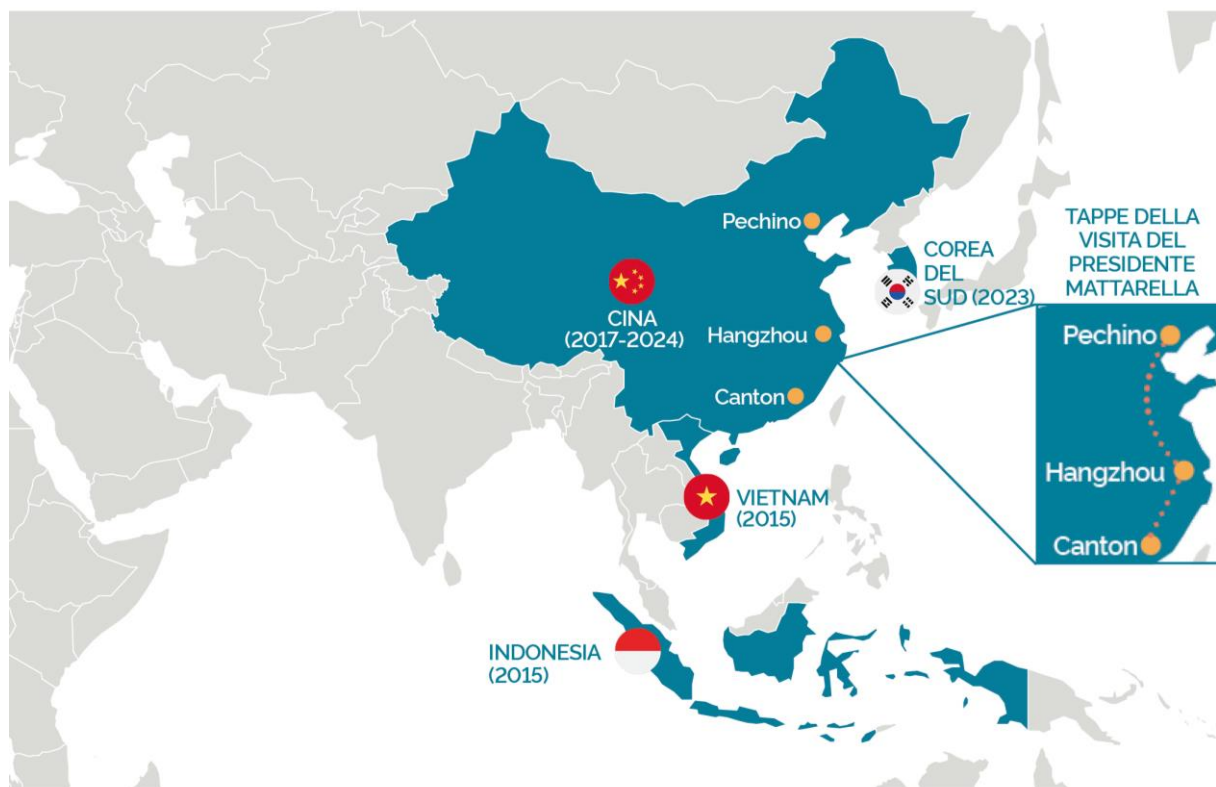 Pechino
CINA
(2017-2024)
Hangzhou
Canton
COREA
DEL
SUD (2023)
VIETNAM
(2015)
INDONESIA
(2015)
TAPPE DELLA
VISITA DEL
PRESIDENTE
MATTARELLA
Pechino
Hangzhou
Canton